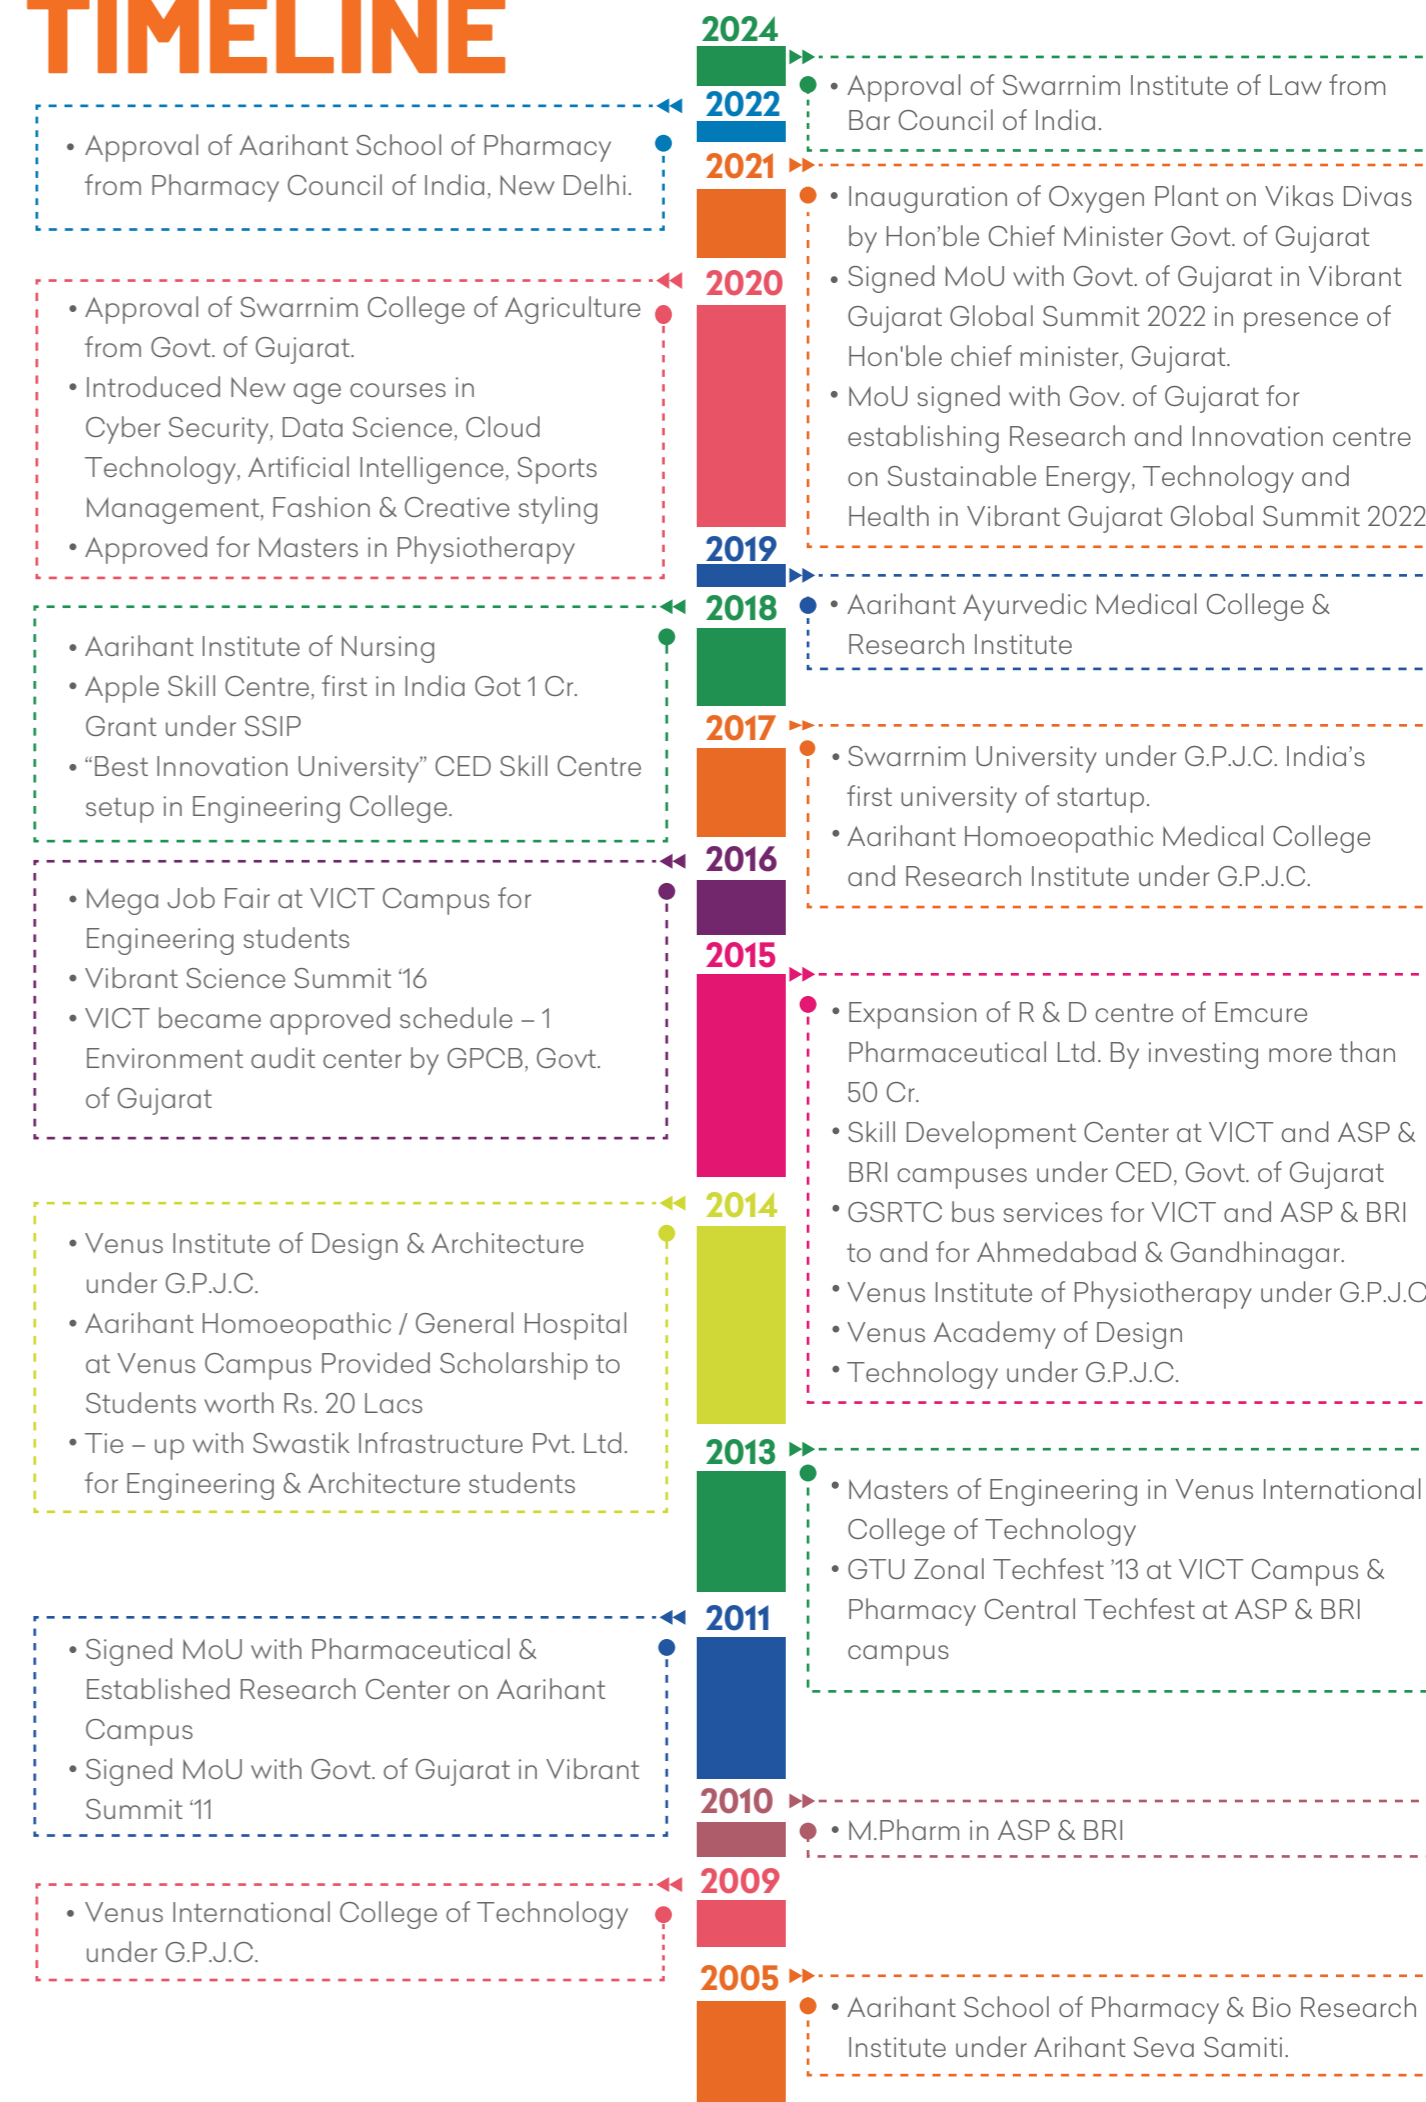 TIMELINE
2024
• Approval of Swarrnim Institute of Law from
Bar Council of India.
2022
• Approval of Aarihant School of Pharmacy
from Pharmacy Council of India, New Delhi.
2021
• Inauguration of Oxygen Plant on Vikas Divas
by Hon’ble Chief Minister Govt. of Gujarat
• Signed MoU with Govt. of Gujarat in Vibrant
Gujarat Global Summit 2022 in presence of
Hon'ble chief minister, Gujarat.
• MoU signed with Gov. of Gujarat for
establishing Research and Innovation centre
on Sustainable Energy, Technology and
Health in Vibrant Gujarat Global Summit 2022
2020
• Approval of Swarrnim College of Agriculture
from Govt. of Gujarat.
• Introduced New age courses in
Cyber Security, Data Science, Cloud
Technology, Artificial Intelligence, Sports
Management, Fashion & Creative styling
• Approved for Masters in Physiotherapy
2019
• Aarihant Ayurvedic Medical College &
Research Institute
2018
• Aarihant Institute of Nursing
• Apple Skill Centre, first in India Got 1 Cr.
Grant under SSIP
• “Best Innovation University” CED Skill Centre
setup in Engineering College.
2017
• Swarrnim University under G.P.J.C. India’s
first university of startup.
• Aarihant Homoeopathic Medical College
and Research Institute under G.P.J.C.
2016
• Mega Job Fair at VICT Campus for
Engineering students
• Vibrant Science Summit ‘16
• VICT became approved schedule – 1
Environment audit center by GPCB, Govt.
of Gujarat
2015
• Expansion of R & D centre of Emcure
Pharmaceutical Ltd. By investing more than
50 Cr.
• Skill Development Center at VICT and ASP &
BRI campuses under CED, Govt. of Gujarat
• GSRTC bus services for VICT and ASP & BRI
to and for Ahmedabad & Gandhinagar.
• Venus Institute of Physiotherapy under G.P.J.C
• Venus Academy of Design
• Technology under G.P.J.C.
2014
• Venus Institute of Design & Architecture
under G.P.J.C.
• Aarihant Homoeopathic / General Hospital
at Venus Campus Provided Scholarship to
Students worth Rs. 20 Lacs
• Tie – up with Swastik Infrastructure Pvt. Ltd.
for Engineering & Architecture students
2013
• Masters of Engineering in Venus International
College of Technology
• GTU Zonal Techfest ’13 at VICT Campus &
Pharmacy Central Techfest at ASP & BRI
campus
2011
• Signed MoU with Pharmaceutical &
Established Research Center on Aarihant
Campus
• Signed MoU with Govt. of Gujarat in Vibrant
Summit ‘11
2010
• M.Pharm in ASP & BRI
2009
• Venus International College of Technology
under G.P.J.C.
2005
• Aarihant School of Pharmacy & Bio Research
Institute under Arihant Seva Samiti.